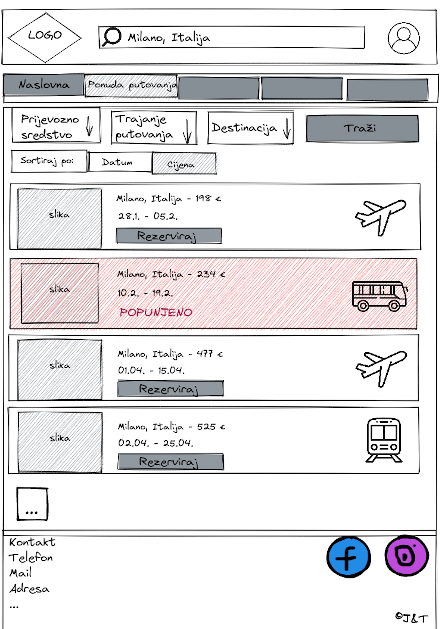 LOGO
Milano, Italija
Naslovna
Ponuda putovanja
Prijevozno
sredstvo
Trajanje
putovanja
Destinacija
Traži
Sortiraj po:
Datum
Cijena
slika
Milano, Italija - 198 €
28.1. - 05.2.
Rezerviraj
slika
Milano, Italija - 234 €
10.2. - 19.2.
POPUNJENO
slika
Milano, Italija - 477 €
01.04. - 15.04.
Rezerviraj
slika
Milano, Italija - 525 €
02.04. - 25.04.
Rezerviraj
...
Kontakt
Telefon
Mail
Adresa
...
©J&T